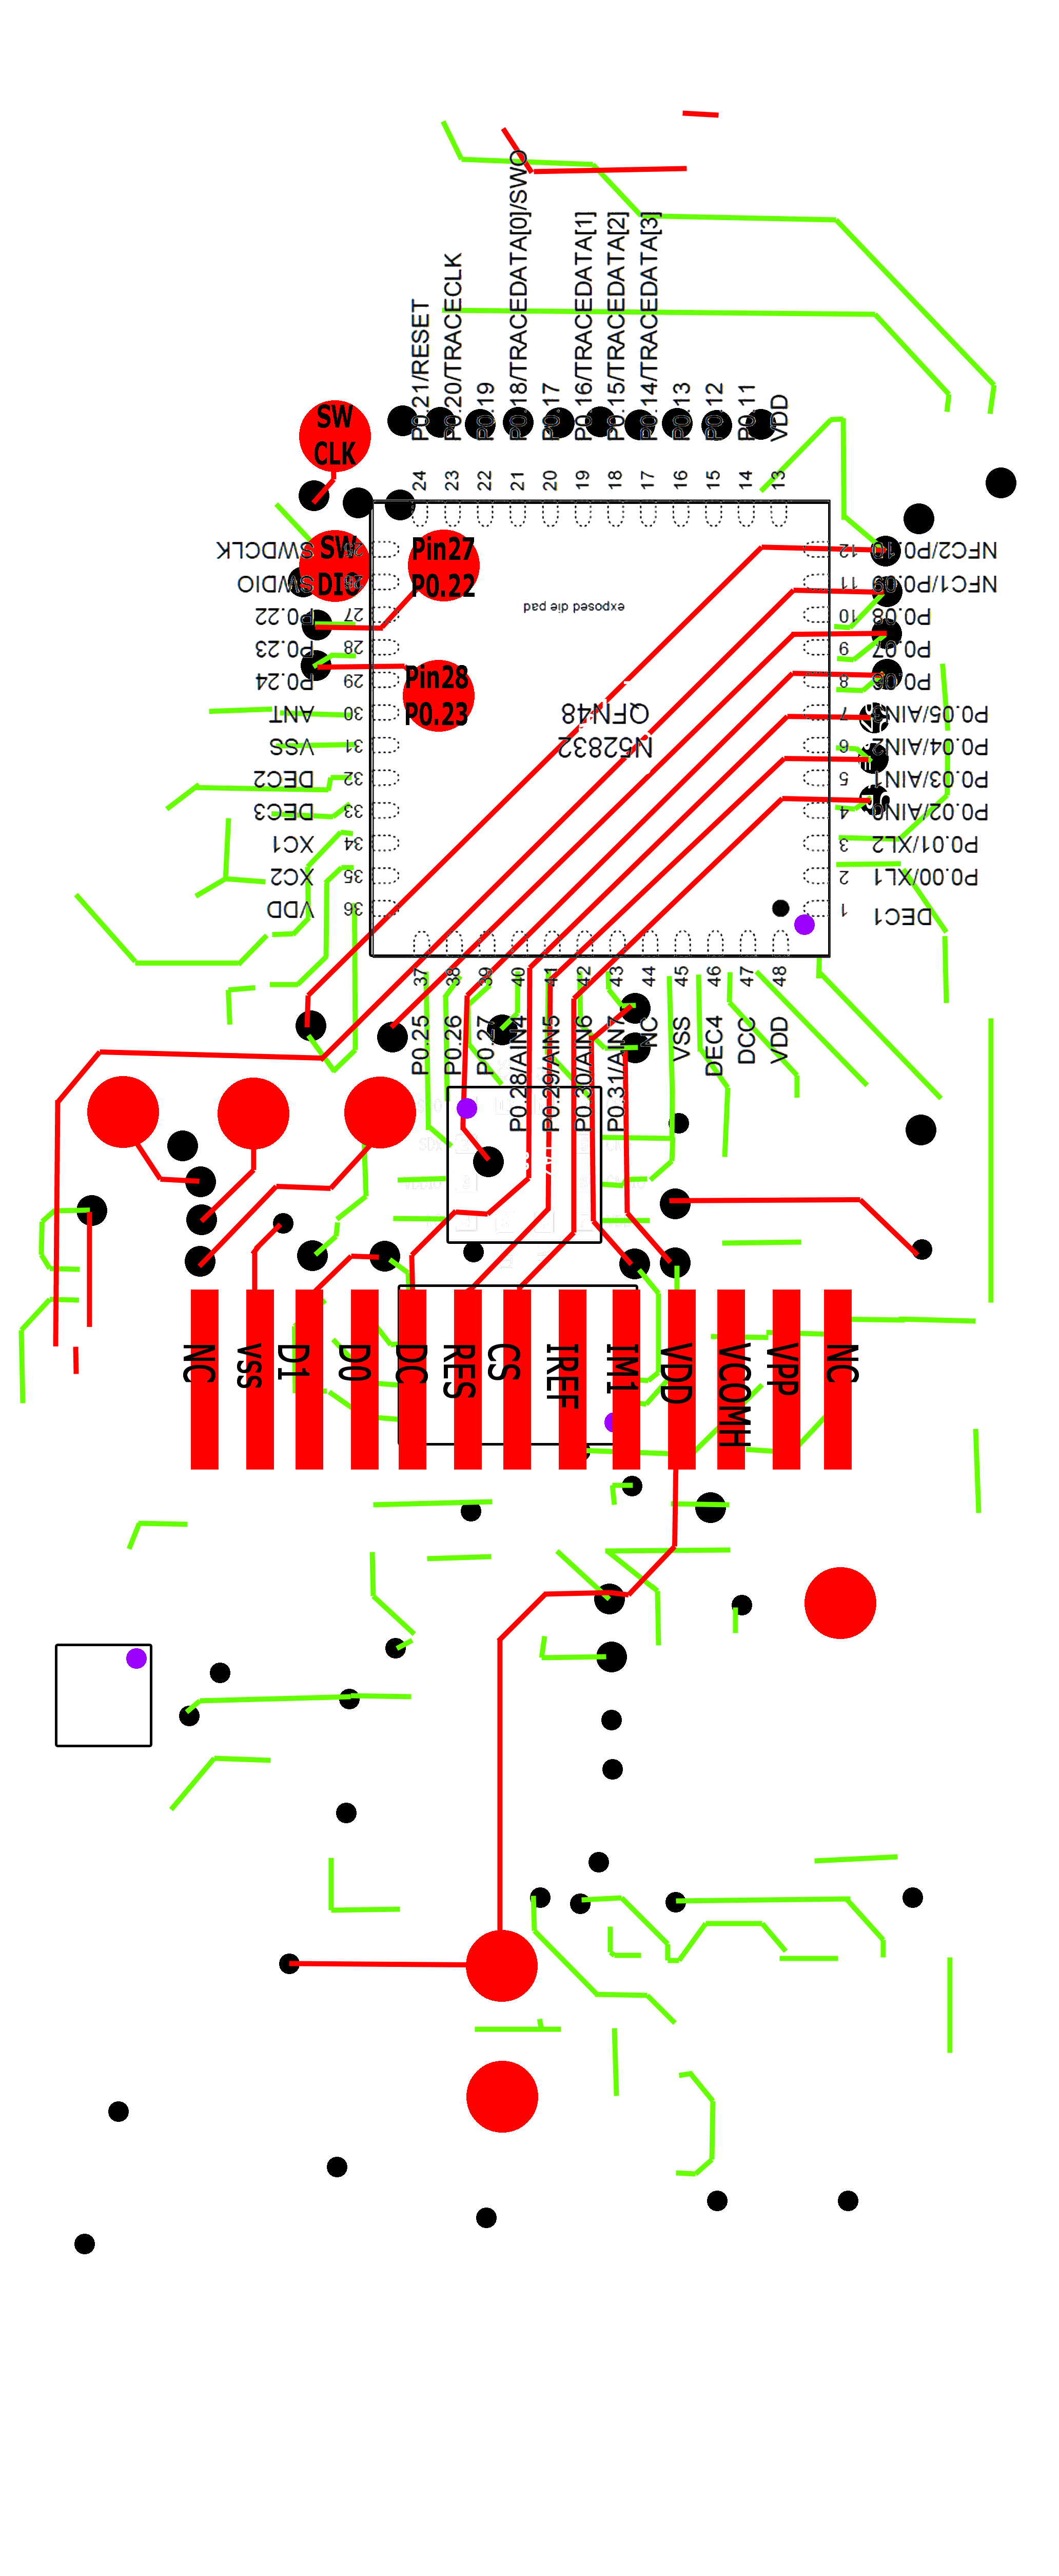 P0.21/RESET
P0.20/TRACECLK
P0.19
P0.18/TRACEDATA[0]/SWO
P0.17
P0.16/TRACEDATA[1]
P0.15/TRACEDATA[2]
P0.14/TRACEDATA[3]
P0.13
P0.12
P0.11
VDD
SW
CLK
24
23
22
21
20
19
18
17
16
15
14
13
SWDCLK
SW
DIO
25
Pin27
P0.22
12
NFC2/P0.10
SWDIO
26
11
NFC1/P0.09
exposed die pad
P0.22
27
10
P0.08
P0.23
28
9
P0.07
P0.24
29
Pin28
P0.23
8
P0.06
ANT
30
QFN48
7
P0.05/AIN3
VSS
31
N52832
6
P0.04/AIN2
DEC2
32
5
P0.03/AIN1
DEC3
33
4
P0.02/AIN0
XC1
34
3
P0.01/XL2
XC2
35
2
P0.00/XL1
VDD
36
1
DEC1
37
38
39
40
41
42
43
44
45
46
47
48
P0.25
P0.26
P0.27
P0.28/AIN4
P0.29/AIN5
P0.30/AIN6
P0.31/AIN7
NC
VSS
DEC4
DCC
VDD
NC
vss
D1
D0
DC
RES
CS
IREF
IM1
VDD
VCOMH
VPP
NC